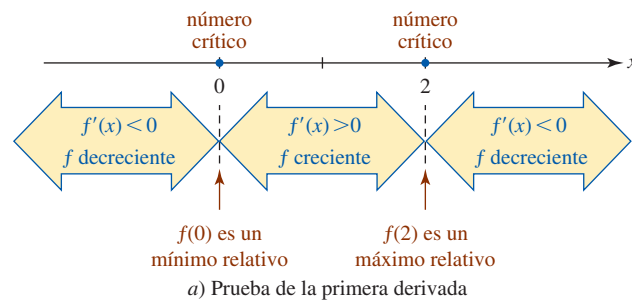 número
crítico
número
crítico
x
0
2
f′(x) < 0
f decreciente
f′(x) > 0
f creciente
f′(x) < 0
f decreciente
f(0) es un
mínimo relativo
f(2) es un
máximo relativo
a) Prueba de la primera derivada